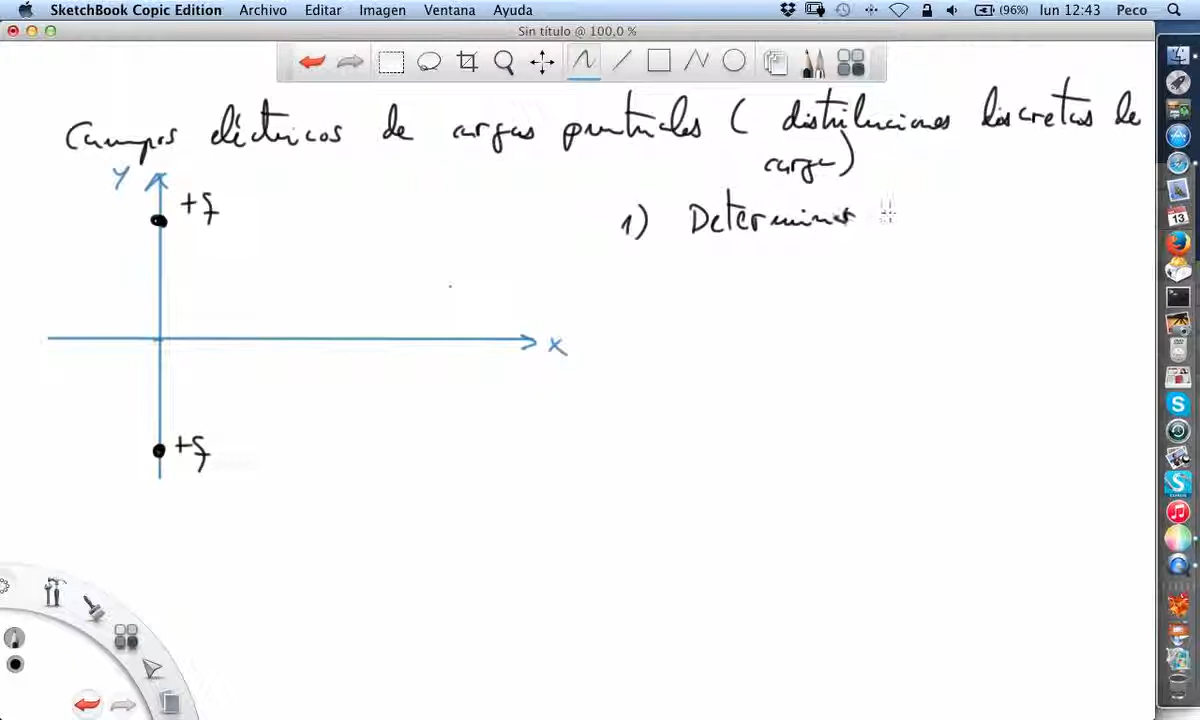 SketchBook Copic Edition Archivo Editar Imagen Ventana Ayuda (96%) lun 12:43 Peco
Sin título @ 100,0 %
Campos eléctricos de cargas puntuales ( distribuciones discretas de
carga)
Y
+q
1) Determinar
X
+q
13